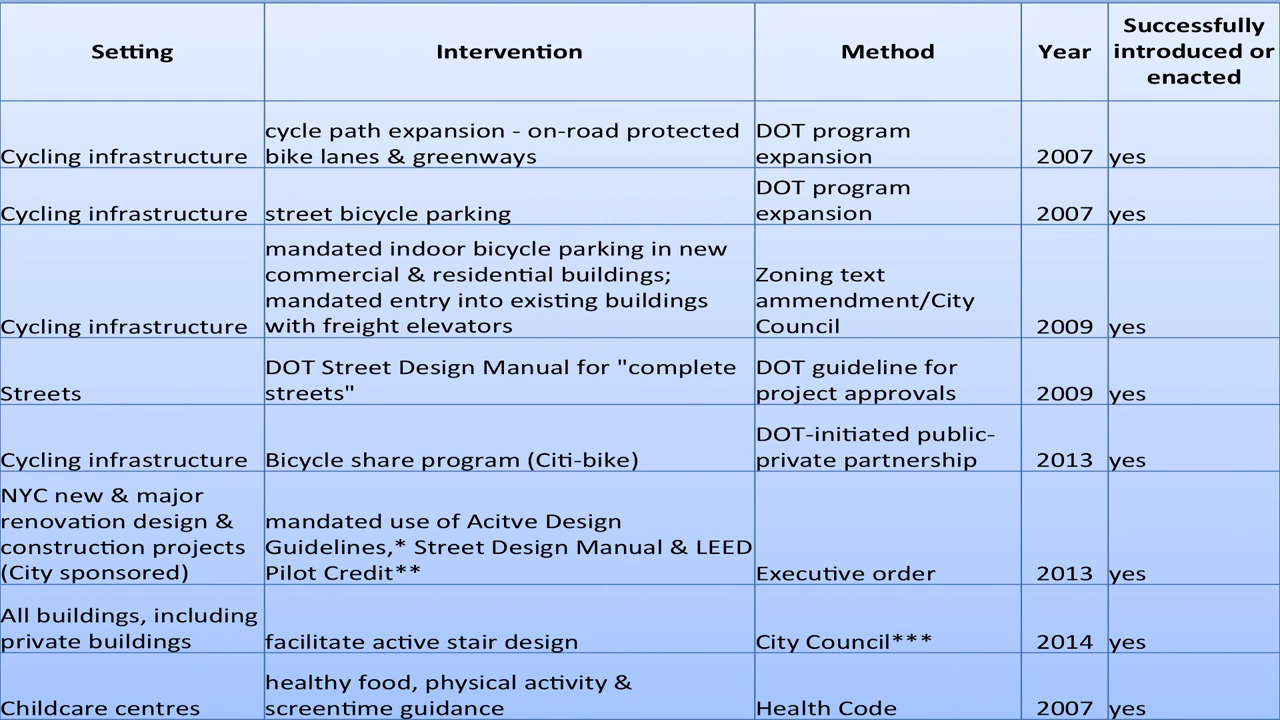 Setting
Intervention
Method
Year
Successfully
introduced or
enacted
Cycling infrastructure
cycle path expansion - on-road protected
bike lanes & greenways
DOT program
expansion
2007
yes
Cycling infrastructure
street bicycle parking
DOT program
expansion
2007
yes
Cycling infrastructure
mandated indoor bicycle parking in new
commercial & residential buildings;
mandated entry into existing buildings
with freight elevators
Zoning text
ammendment/City
Council
2009
yes
Streets
DOT Street Design Manual for "complete
streets"
DOT guideline for
project approvals
2009
yes
Cycling infrastructure
Bicycle share program (Citi-bike)
DOT-initiated public-
private partnership
2013
yes
NYC new & major
renovation design &
construction projects
(City sponsored)
mandated use of Acitve Design
Guidelines,* Street Design Manual & LEED
Pilot Credit**
Executive order
2013
yes
All buildings, including
private buildings
facilitate active stair design
City Council***
2014
yes
Childcare centres
healthy food, physical activity &
screentime guidance
Health Code
2007
yes